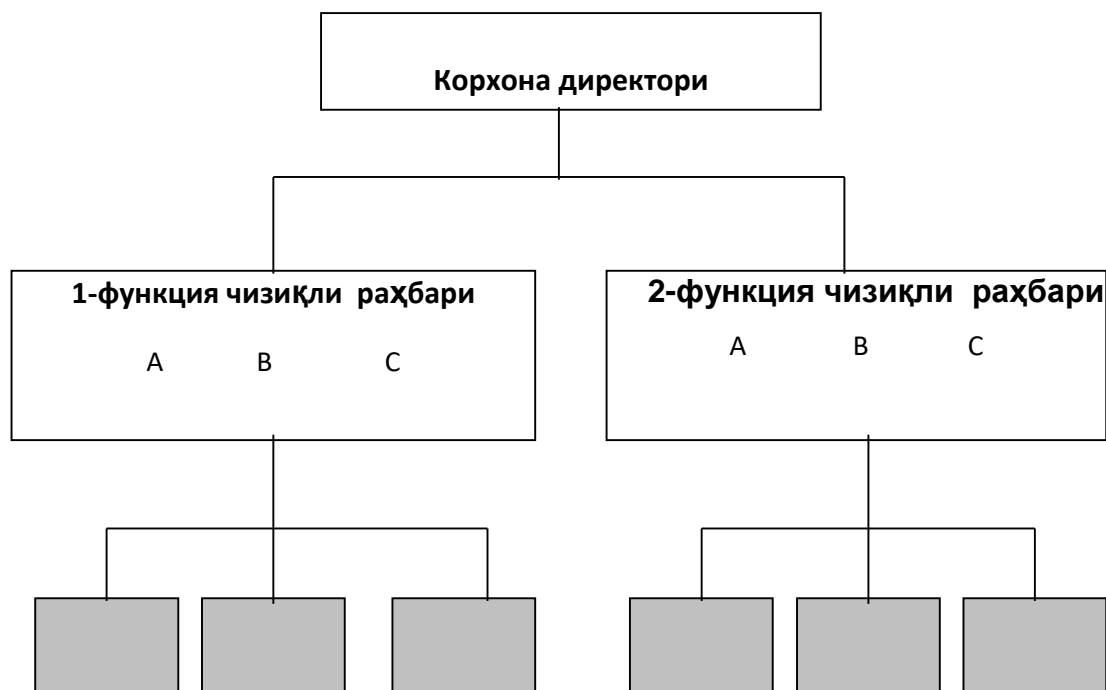 Корхона директори
1-функция чизиқли раҳбари
А В С
2-функция чизиқли раҳбари
А В С